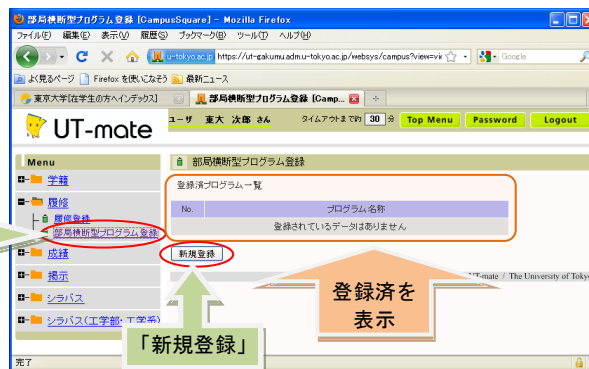 部局横断型プログラム登録 [CampusSquare] - Mozilla Firefox
ファイル(F) 編集(E) 表示(V) 履歴(S) ブックマーク(B) ツール(T) ヘルプ(H)
u-tokyo.ac.jp https://ut-gakumu.adm.u-tokyo.ac.jp/websys/campus?view=vie
Google
よく見るページ Firefox を使いこなそう 最新ニュース
東京大学[在学生の方へインデックス] 部局横断型プログラム登録 [Camp...
UT-mate
ユーザ 東大 次郎 さん タイムアウトまで約 30 分 Top Menu Password Logout
Menu
学籍
履修
履修登録
部局横断型プログラム登録
成績
掲示
シラバス
シラバス(工学部・工学系)
部局横断型プログラム登録
登録済プログラム一覧
No. プログラム名称
登録されているデータはありません
新規登録
UT-mate / The University of Tokyo
登録済を
表示
「新規登録」
完了